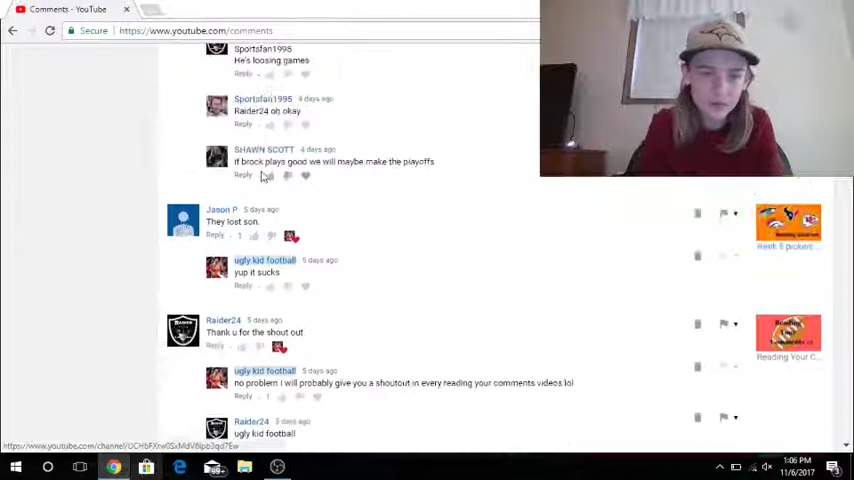 Comments - YouTube
Secure
https://www.youtube.com/comments
Sportsfan1995
He's loosing games
Reply
Sportsfan1995 4 days ago
Raider24 oh okay
Reply
SHAWN SCOTT 4 days ago
if brock plays good we will maybe make the playoffs
Reply
Jason P 5 days ago
They lost son.
Reply · 1
ugly kid football 5 days ago
yup it sucks
Reply
Raider24 5 days ago
Thank u for the shout out
Reply
ugly kid football 5 days ago
no problem i will probably give you a shoutout in every reading your comments videos lol
Reply · 1
Raider24 5 days ago
ugly kid football
Reading Your
Comments
Reading Your C...
99+
1:06 PM
11/6/2017